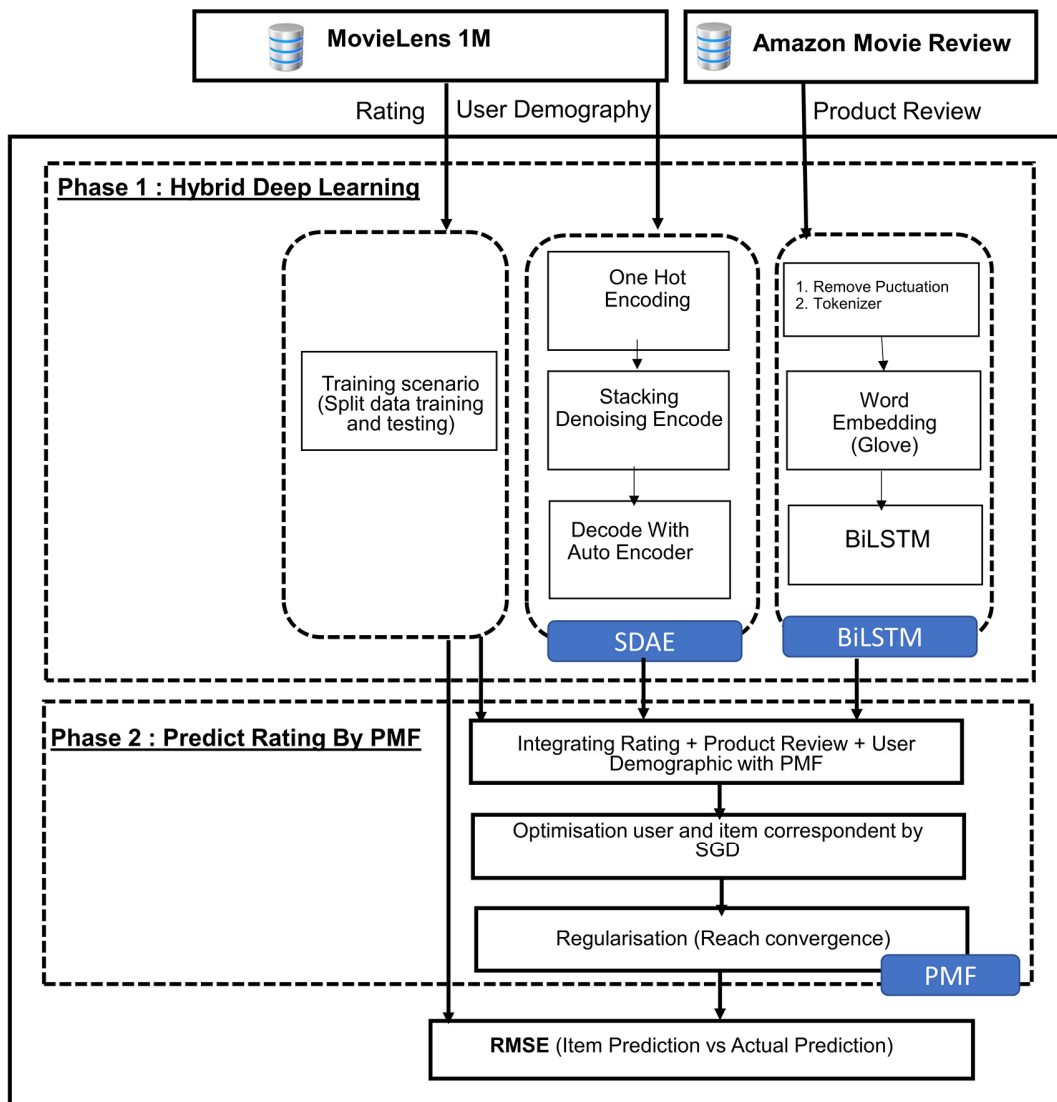 MovieLens 1M
Amazon Movie Review
Rating
User Demography
Product Review
Phase 1 : Hybrid Deep Learning
Training scenario
(Split data training
and testing)
One Hot
Encoding
Stacking
Denoising Encode
Decode With
Auto Encoder
SDAE
1. Remove Puctuation
2. Tokenizer
Word
Embedding
(Glove)
BiLSTM
BiLSTM
Phase 2 : Predict Rating By PMF
Integrating Rating + Product Review + User
Demographic with PMF
Optimisation user and item correspondent by
SGD
Regularisation (Reach convergence)
PMF
RMSE (Item Prediction vs Actual Prediction)